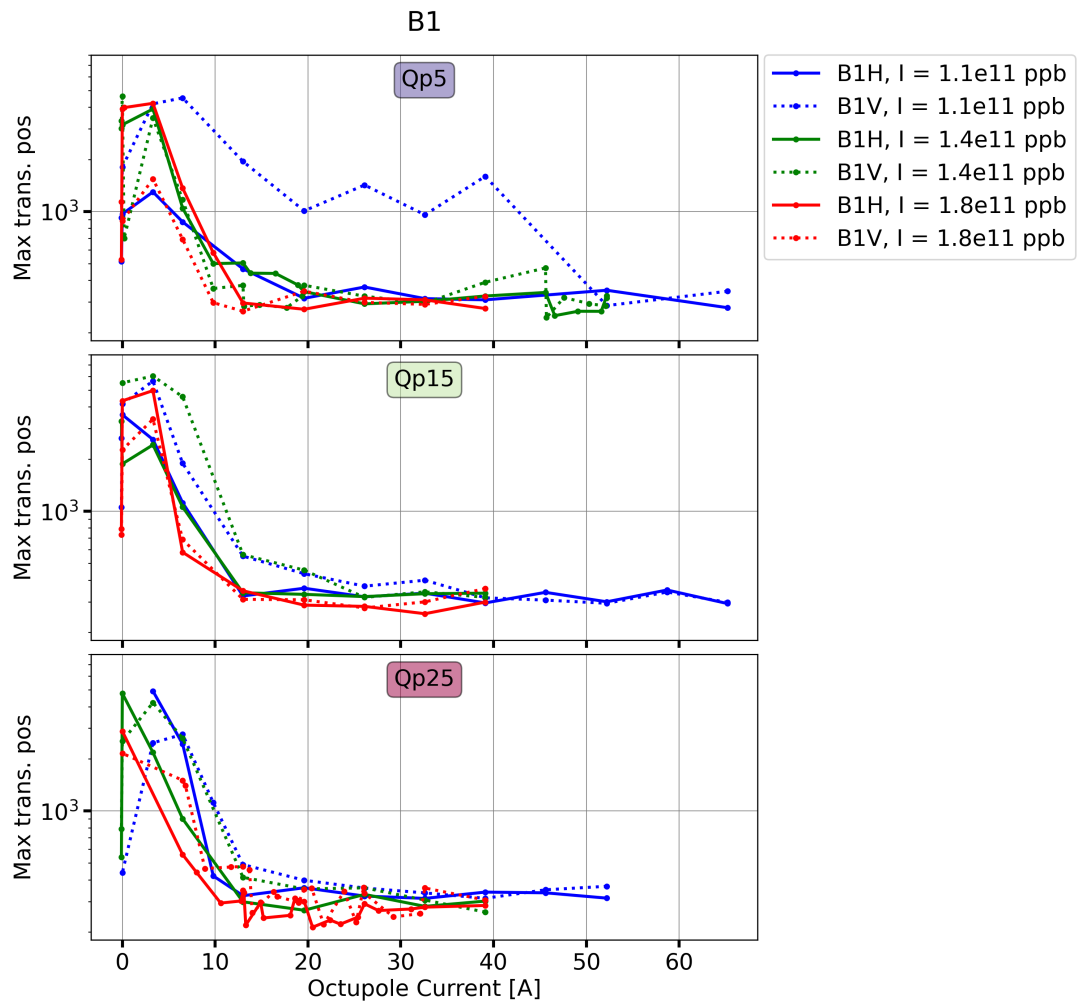 B1
Qp5
Max trans. pos
10³
B1H, I = 1.1e11 ppb
B1V, I = 1.1e11 ppb
B1H, I = 1.4e11 ppb
B1V, I = 1.4e11 ppb
B1H, I = 1.8e11 ppb
B1V, I = 1.8e11 ppb
Qp15
Max trans. pos
10³
Qp25
Max trans. pos
10³
0 10 20 30 40 50 60
Octupole Current [A]